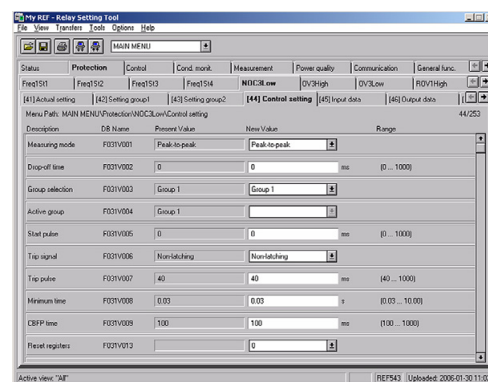 My REF - Relay Setting Tool
File View Transfers Tools Options Help
MAIN MENU
Status Protection Control Cond. monit. Measurement Power quality Communication General func.
Freq1St1 Freq1St2 Freq1St3 Freq1St4 NOC3Low OV3High OV3Low ROV1High
[41] Actual setting [42] Setting group1 [43] Setting group2 [44] Control setting [45] Input data [46] Output data
Menu Path: MAIN MENU\Protection\NOC3Low\Control setting 44/253
Description DB Name Present Value New Value Range
Measuring mode F031V001 Peak-to-peak Peak-to-peak
Drop-off time F031V002 0 0 ms (0 ... 1000)
Group selection F031V003 Group 1 Group 1
Active group F031V004 Group 1
Start pulse F031V005 0 0 ms (0 ... 1000)
Trip signal F031V006 Non-latching Non-latching
Trip pulse F031V007 40 40 ms (40 ... 1000)
Minimum time F031V008 0.03 0.03 s (0.03 ... 10.00)
CBFP time F031V009 100 100 ms (100 ... 1000)
Reset registers F031V013 0
Active view: "All" REF543 Uploaded: 2006-01-30 11:02